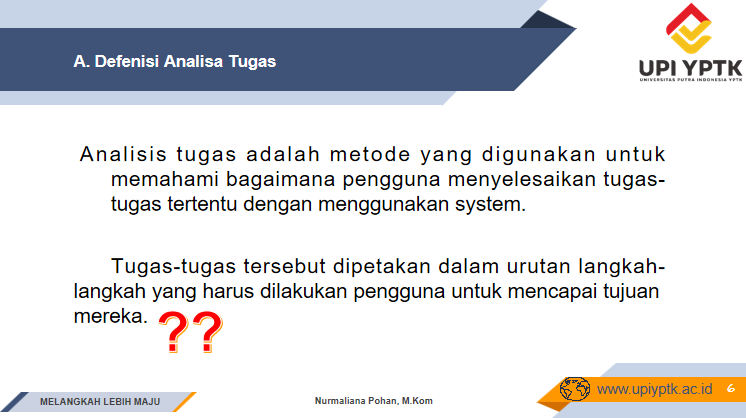 A. Defenisi Analisa Tugas
UPI YPTK
UNIVERSITAS PUTRA INDONESIA YPTK
Analisis tugas adalah metode yang digunakan untuk
memahami bagaimana pengguna menyelesaikan tugas-
tugas tertentu dengan menggunakan system.
Tugas-tugas tersebut dipetakan dalam urutan langkah-
langkah yang harus dilakukan pengguna untuk mencapai tujuan
mereka.
??
MELANGKAH LEBIH MAJU
Nurmaliana Pohan, M.Kom
www.upiyptk.ac.id
6